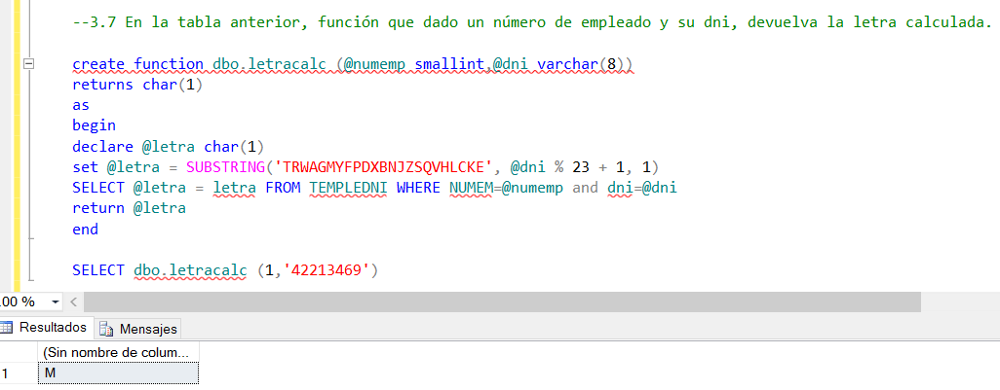 --3.7 En la tabla anterior, función que dado un número de empleado y su dni, devuelva la letra calculada.
create function dbo.letracalc (@numemp smallint,@dni varchar(8))
returns char(1)
as
begin
declare @letra char(1)
set @letra = SUBSTRING('TRWAGMYFPDXBNJZSQVHLCKE', @dni % 23 + 1, 1)
SELECT @letra = letra FROM TEMPLEDNI WHERE NUMEM=@numemp and dni=@dni
return @letra
end
SELECT dbo.letracalc (1,'42213469')
.00 %
Resultados Mensajes
(Sin nombre de colum...
1 M